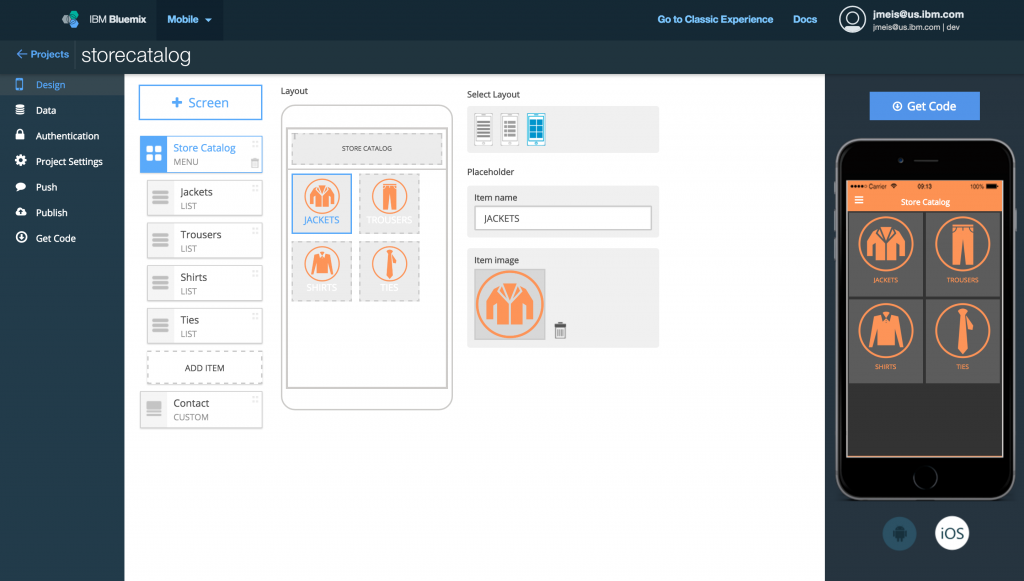 IBM Bluemix
Mobile
Go to Classic Experience
Docs
jmeis@us.ibm.com
jmeis@us.ibm.com | dev
Projects
storecatalog
Design
Data
Authentication
Project Settings
Push
Publish
Get Code
+ Screen
Store Catalog
MENU
Jackets
LIST
Trousers
LIST
Shirts
LIST
Ties
LIST
ADD ITEM
Contact
CUSTOM
Layout
STORE CATALOG
JACKETS
TROUSERS
SHIRTS
TIES
Select Layout
Placeholder
Item name
JACKETS
Item image
Get Code
Carrier 09:13 100%
Store Catalog
JACKETS
TROUSERS
SHIRTS
TIES
iOS